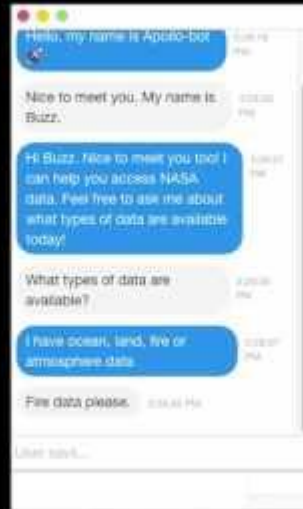 Hello, my name is Apollo-bot
Nice to meet you. My name is
Buzz.
Hi Buzz. Nice to meet you too! I
can help you access NASA
data. Feel free to ask me about
what types of data are available
today!
What types of data are
available?
I have ocean, land, fire or
atmosphere data
Fire data please.
User says...